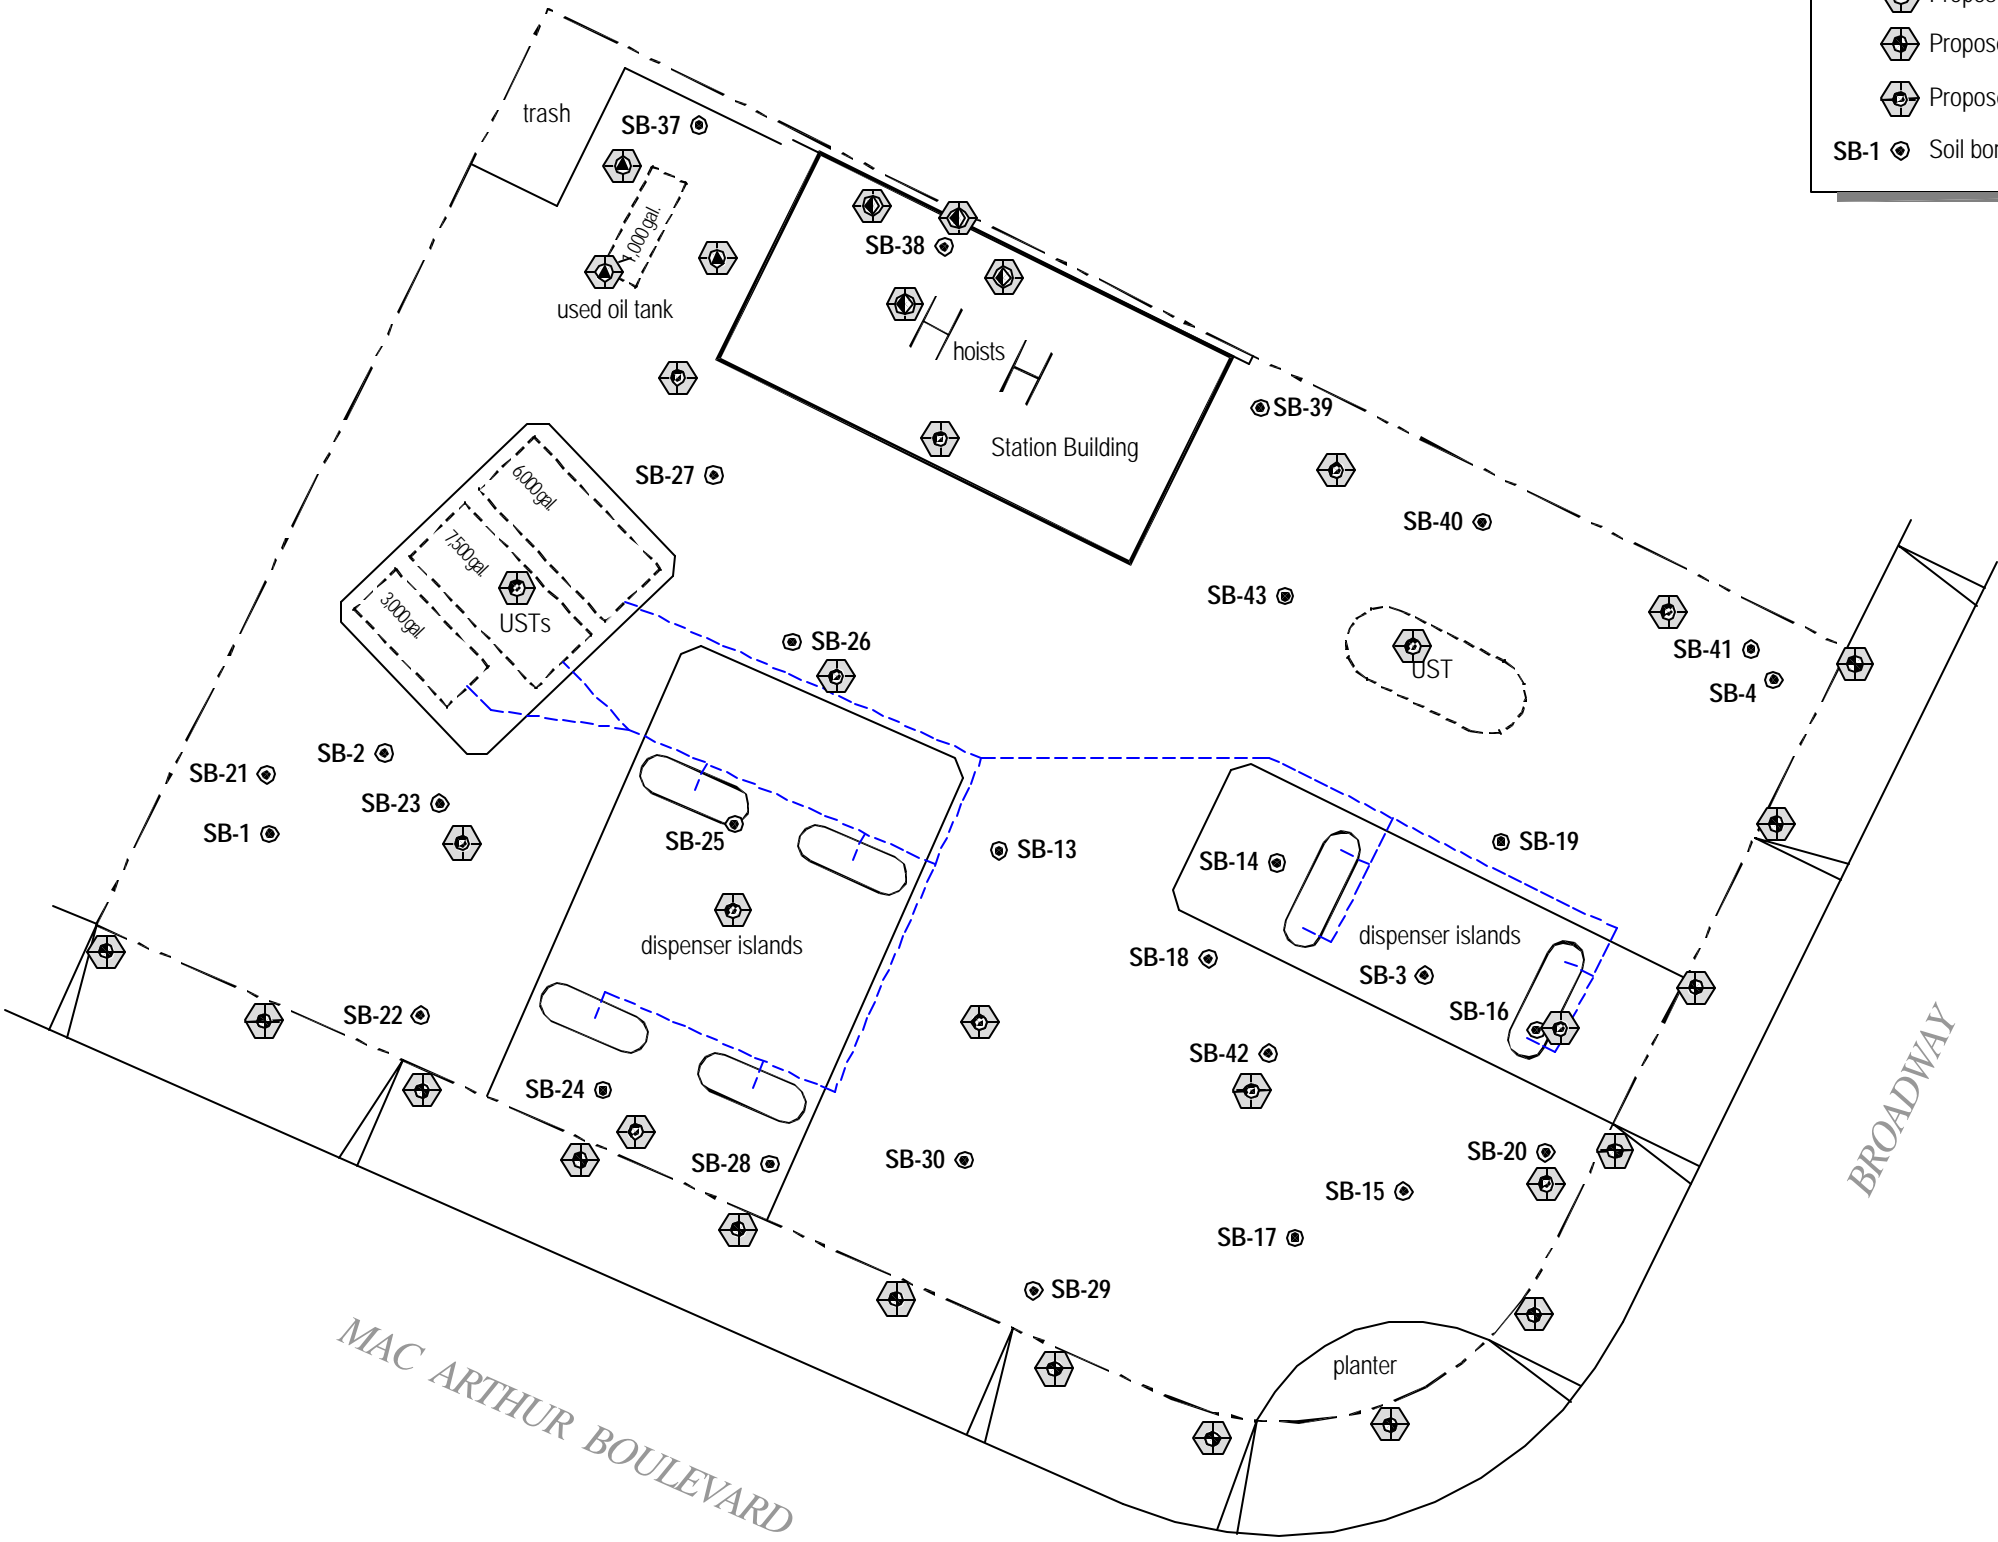 Propose
Propose
SB-1 Soil bor
trash
SB-37
1,000 gal.
used oil tank
SB-38
hoists
Station Building
SB-39
SB-27
6,000 gal.
7,500 gal.
3,000 gal.
USTs
SB-40
SB-43
SB-26
UST
SB-41
SB-4
SB-2
SB-21
SB-23
SB-1
SB-25
SB-13
SB-14
SB-19
dispenser islands
dispenser islands
SB-18
SB-3
SB-16
SB-22
SB-42
SB-24
SB-28
SB-30
SB-20
SB-15
SB-17
SB-29
planter
BROADWAY
MAC ARTHUR BOULEVARD